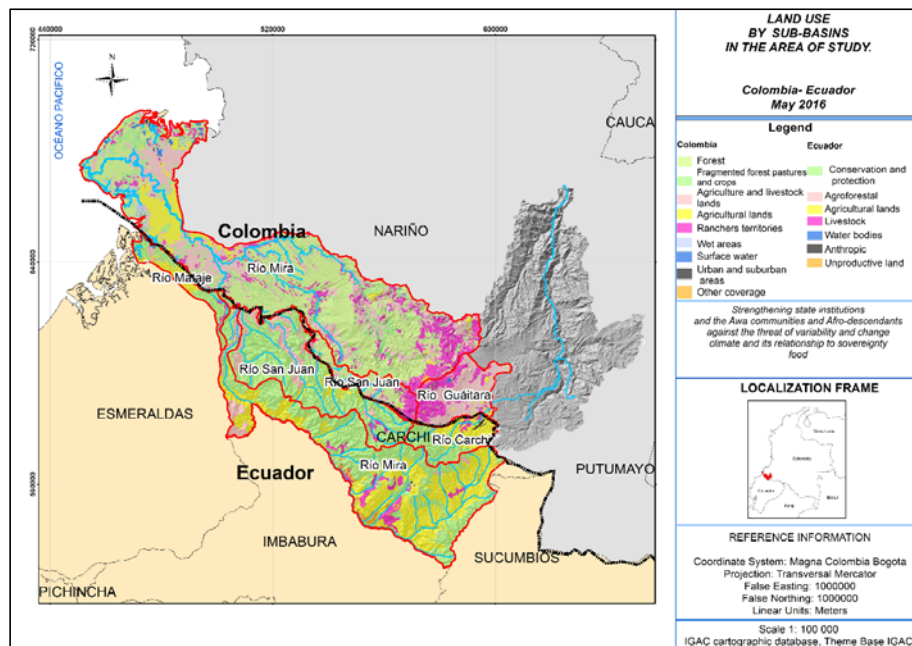 LAND USE
BY SUB-BASINS
IN THE AREA OF STUDY.
Colombia- Ecuador
May 2016
Legend
Colombia
Forest
Fragmented forest pastures
and crops
Agriculture and livestock
lands
Agricultural lands
Ranchers territories
Wet areas
Surface water
Urban and suburban
areas
Other coverage
Ecuador
Conservation and
protection
Agroforestal
Agricultural lands
Livestock
Water bodies
Anthropic
Unproductive land
Strengthening state institutions
and the Awa communities and Afro-descendants
against the threat of variability and change
climate and its relationship to sovereignty
food
LOCALIZATION FRAME
Colombia
REFERENCE INFORMATION
Coordinate System: Magna Colombia Bogota
Projection: Transversal Mercator
False Easting: 1000000
False Northing: 1000000
Linear Units: Meters
Scale 1: 100 000
IGAC cartographic database, Theme Base IGAC
440000
520000
600000
720000
640000
560000
N
OCÉANO PACIFICO
CAUCA
Colombia
NARIÑO
Río Mira
Río Mataje
Río San Juan
Río San Juan
Río Guáitara
ESMERALDAS
CARCHI
Río Carchi
Ecuador
Río Mira
PUTUMAYO
IMBABURA
SUCUMBIOS
PICHINCHA